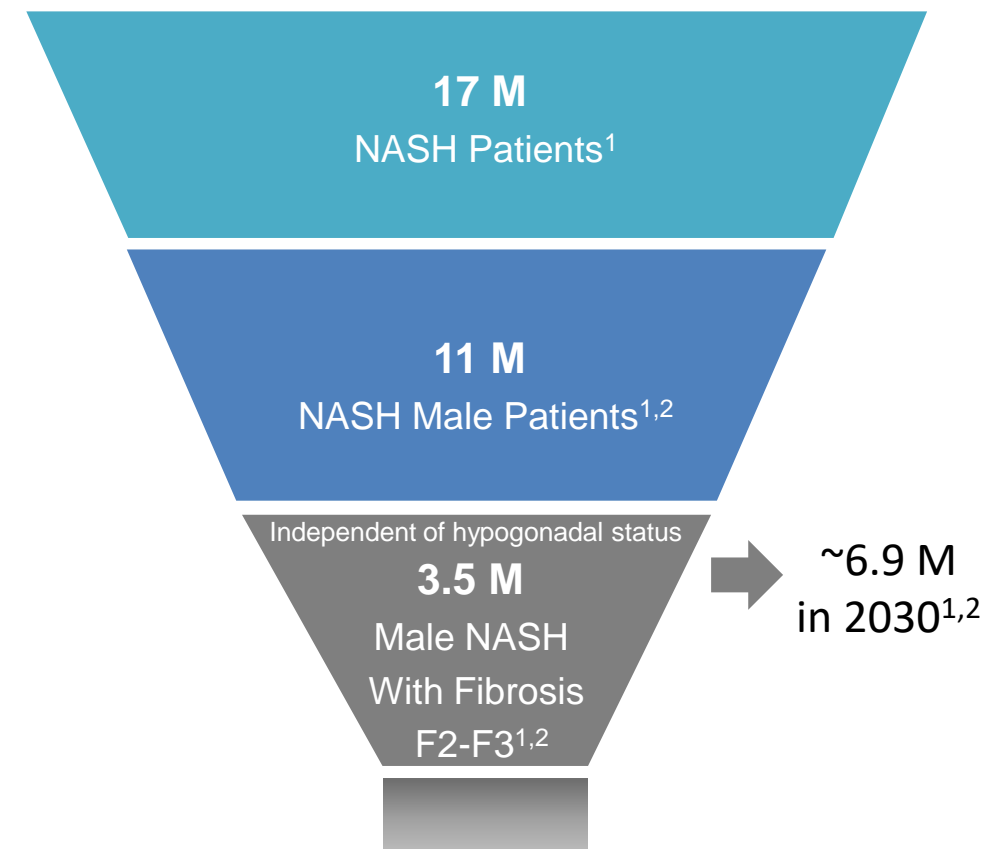 17 M
NASH Patients¹
11 M
NASH Male Patients¹,²
Independent of hypogonadal status
3.5 M
Male NASH
With Fibrosis
F2-F3¹,²
~6.9 M
in 2030¹,²